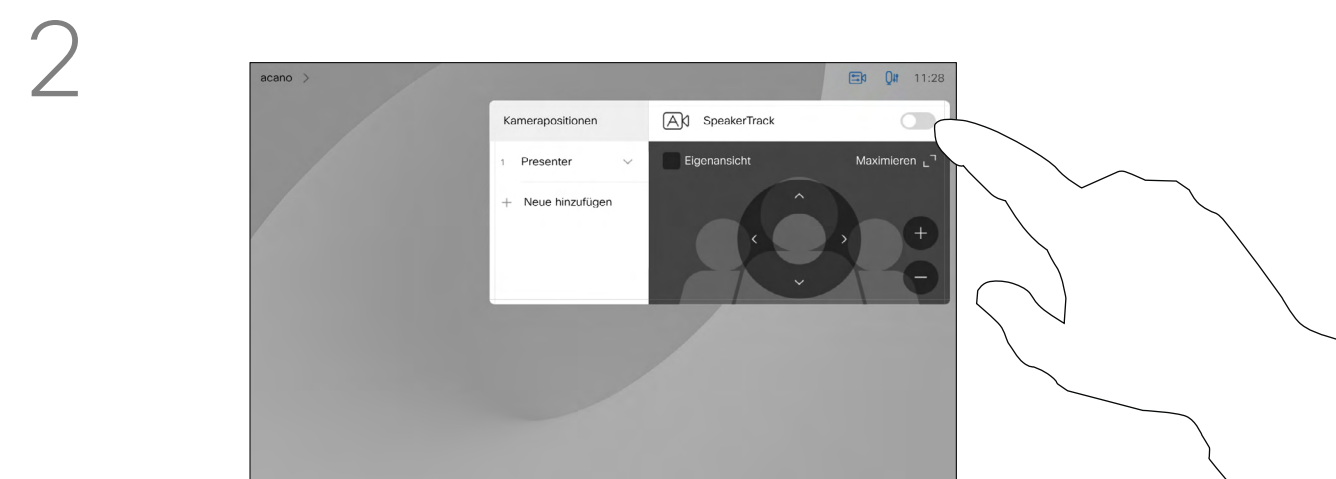 2
acano >
11:28
Kamerapositionen
SpeakerTrack
1 Presenter
Eigenansicht
Maximieren
+ Neue hinzufügen
+
−